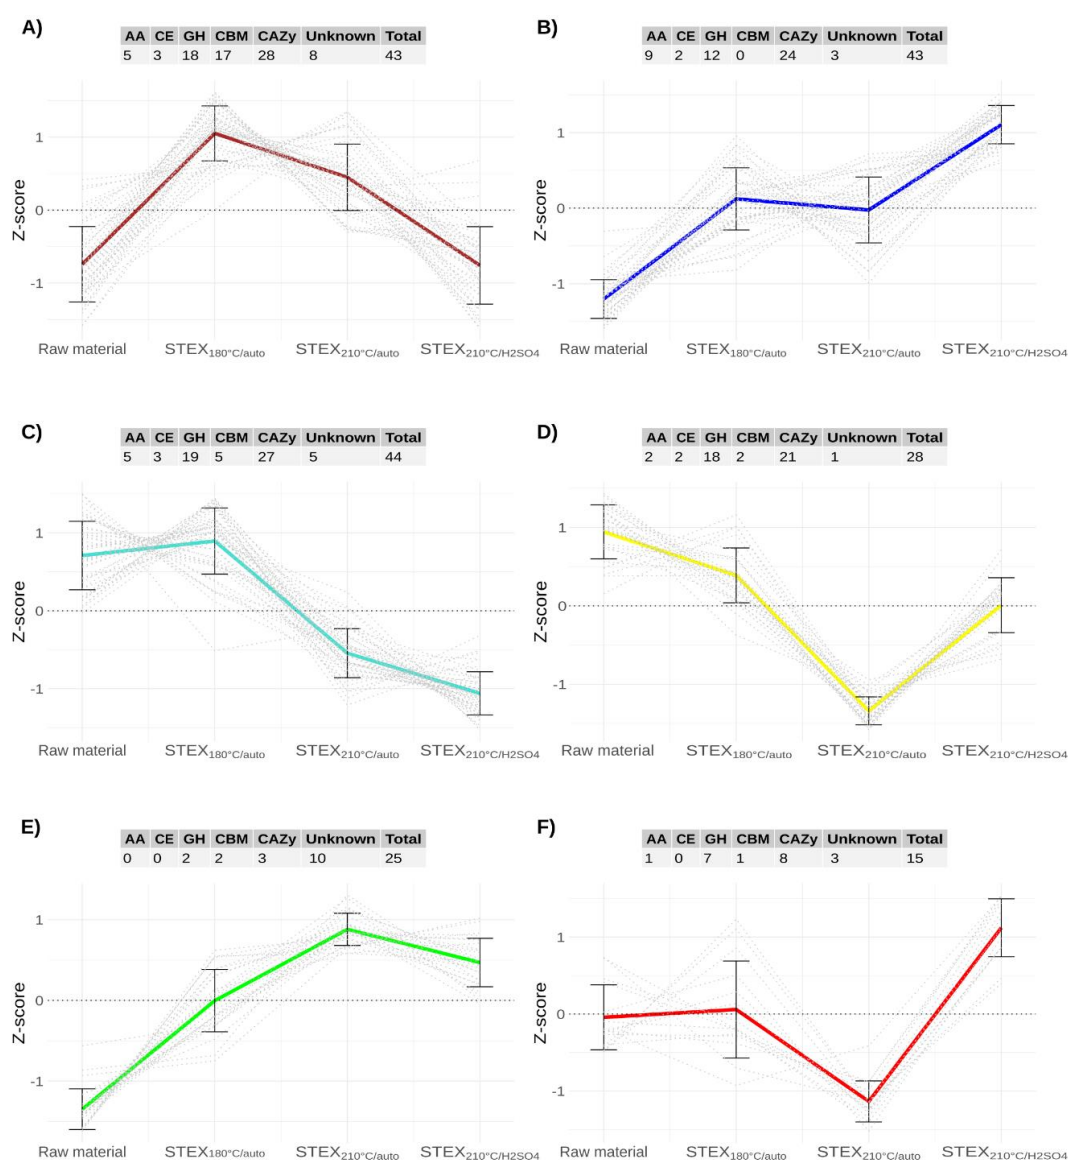 A)
AA CE GH CBM CAZy Unknown Total
5 3 18 17 28 8 43
Z-score
1
0
-1
Raw material STEX180°C/auto STEX210°C/auto STEX210°C/H2SO4
B)
AA CE GH CBM CAZy Unknown Total
9 2 12 0 24 3 43
Z-score
1
0
-1
Raw material STEX180°C/auto STEX210°C/auto STEX210°C/H2SO4
C)
AA CE GH CBM CAZy Unknown Total
5 3 19 5 27 5 44
Z-score
1
0
-1
Raw material STEX180°C/auto STEX210°C/auto STEX210°C/H2SO4
D)
AA CE GH CBM CAZy Unknown Total
2 2 18 2 21 1 28
Z-score
1
0
-1
Raw material STEX180°C/auto STEX210°C/auto STEX210°C/H2SO4
E)
AA CE GH CBM CAZy Unknown Total
0 0 2 2 3 10 25
Z-score
1
0
-1
Raw material STEX180°C/auto STEX210°C/auto STEX210°C/H2SO4
F)
AA CE GH CBM CAZy Unknown Total
1 0 7 1 8 3 15
Z-score
1
0
-1
Raw material STEX180°C/auto STEX210°C/auto STEX210°C/H2SO4